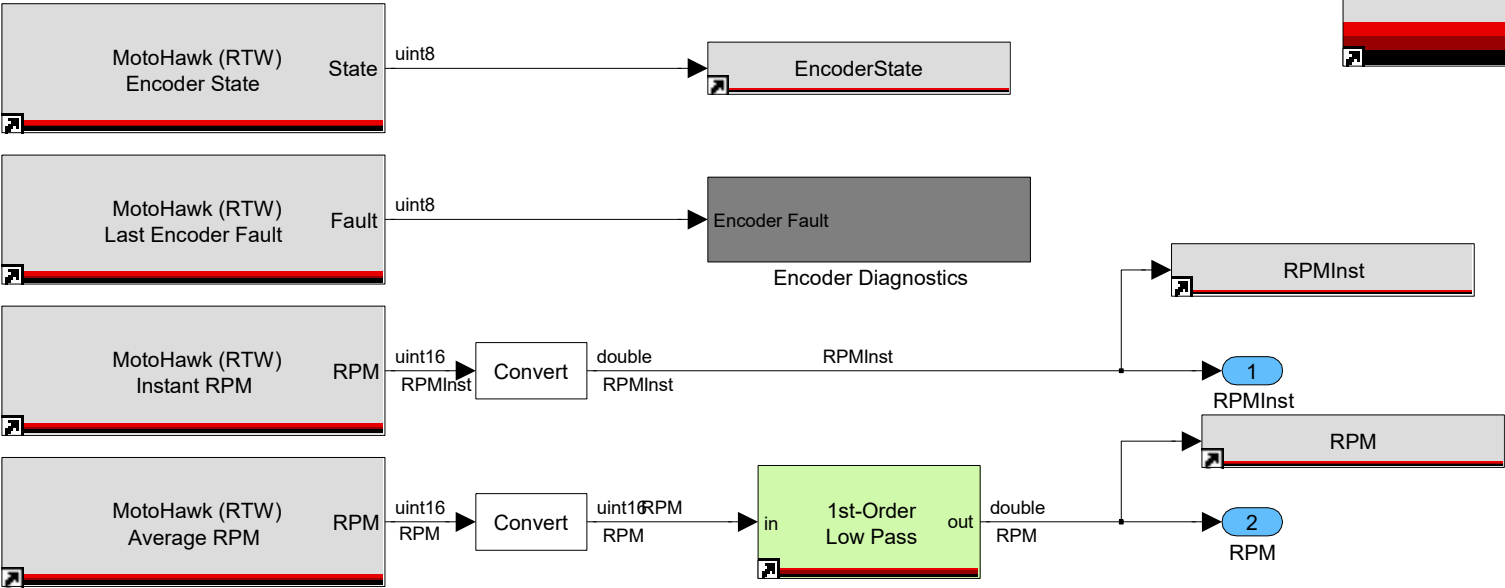 MotoHawk (RTW)
Encoder State
State
uint8
EncoderState
MotoHawk (RTW)
Last Encoder Fault
Fault
uint8
Encoder Fault
Encoder Diagnostics
RPMInst
MotoHawk (RTW)
Instant RPM
RPM
uint16
RPMInst
Convert
double
RPMInst
RPMInst
1
RPMInst
RPM
MotoHawk (RTW)
Average RPM
RPM
uint16
RPM
Convert
uint16
RPM
RPM
in
1st-Order
Low Pass
out
double
RPM
2
RPM